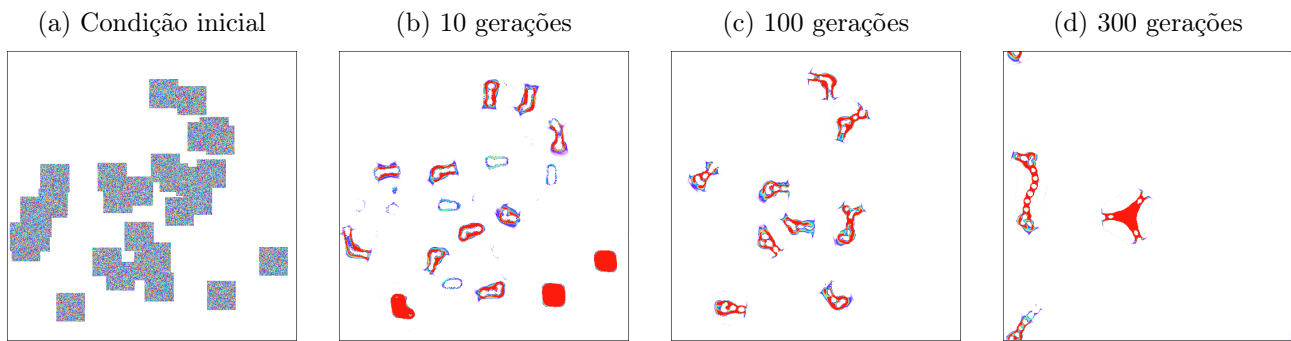 (a) Condição inicial
(b) 10 gerações
(c) 100 gerações
(d) 300 gerações